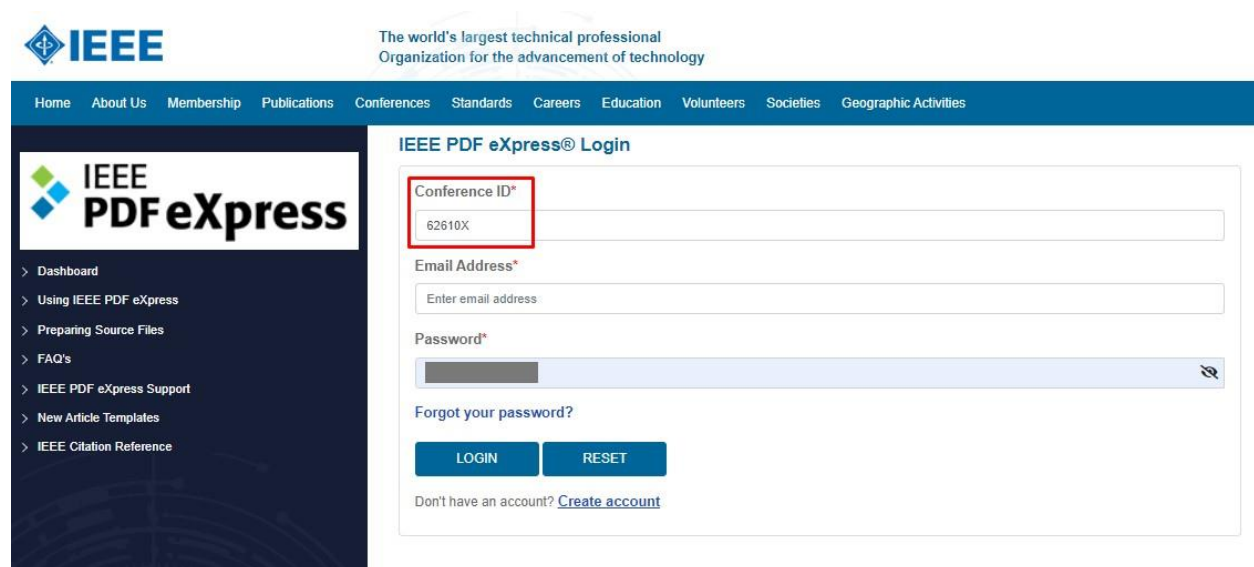 IEEE
The world's largest technical professional
Organization for the advancement of technology
Home About Us Membership Publications Conferences Standards Careers Education Volunteers Societies Geographic Activities
IEEE
PDF eXpress
> Dashboard
> Using IEEE PDF eXpress
> Preparing Source Files
> FAQ's
> IEEE PDF eXpress Support
> New Article Templates
> IEEE Citation Reference
IEEE PDF eXpress® Login
Conference ID*
62610X
Email Address*
Enter email address
Password*
Forgot your password?
LOGIN RESET
Don't have an account? Create account